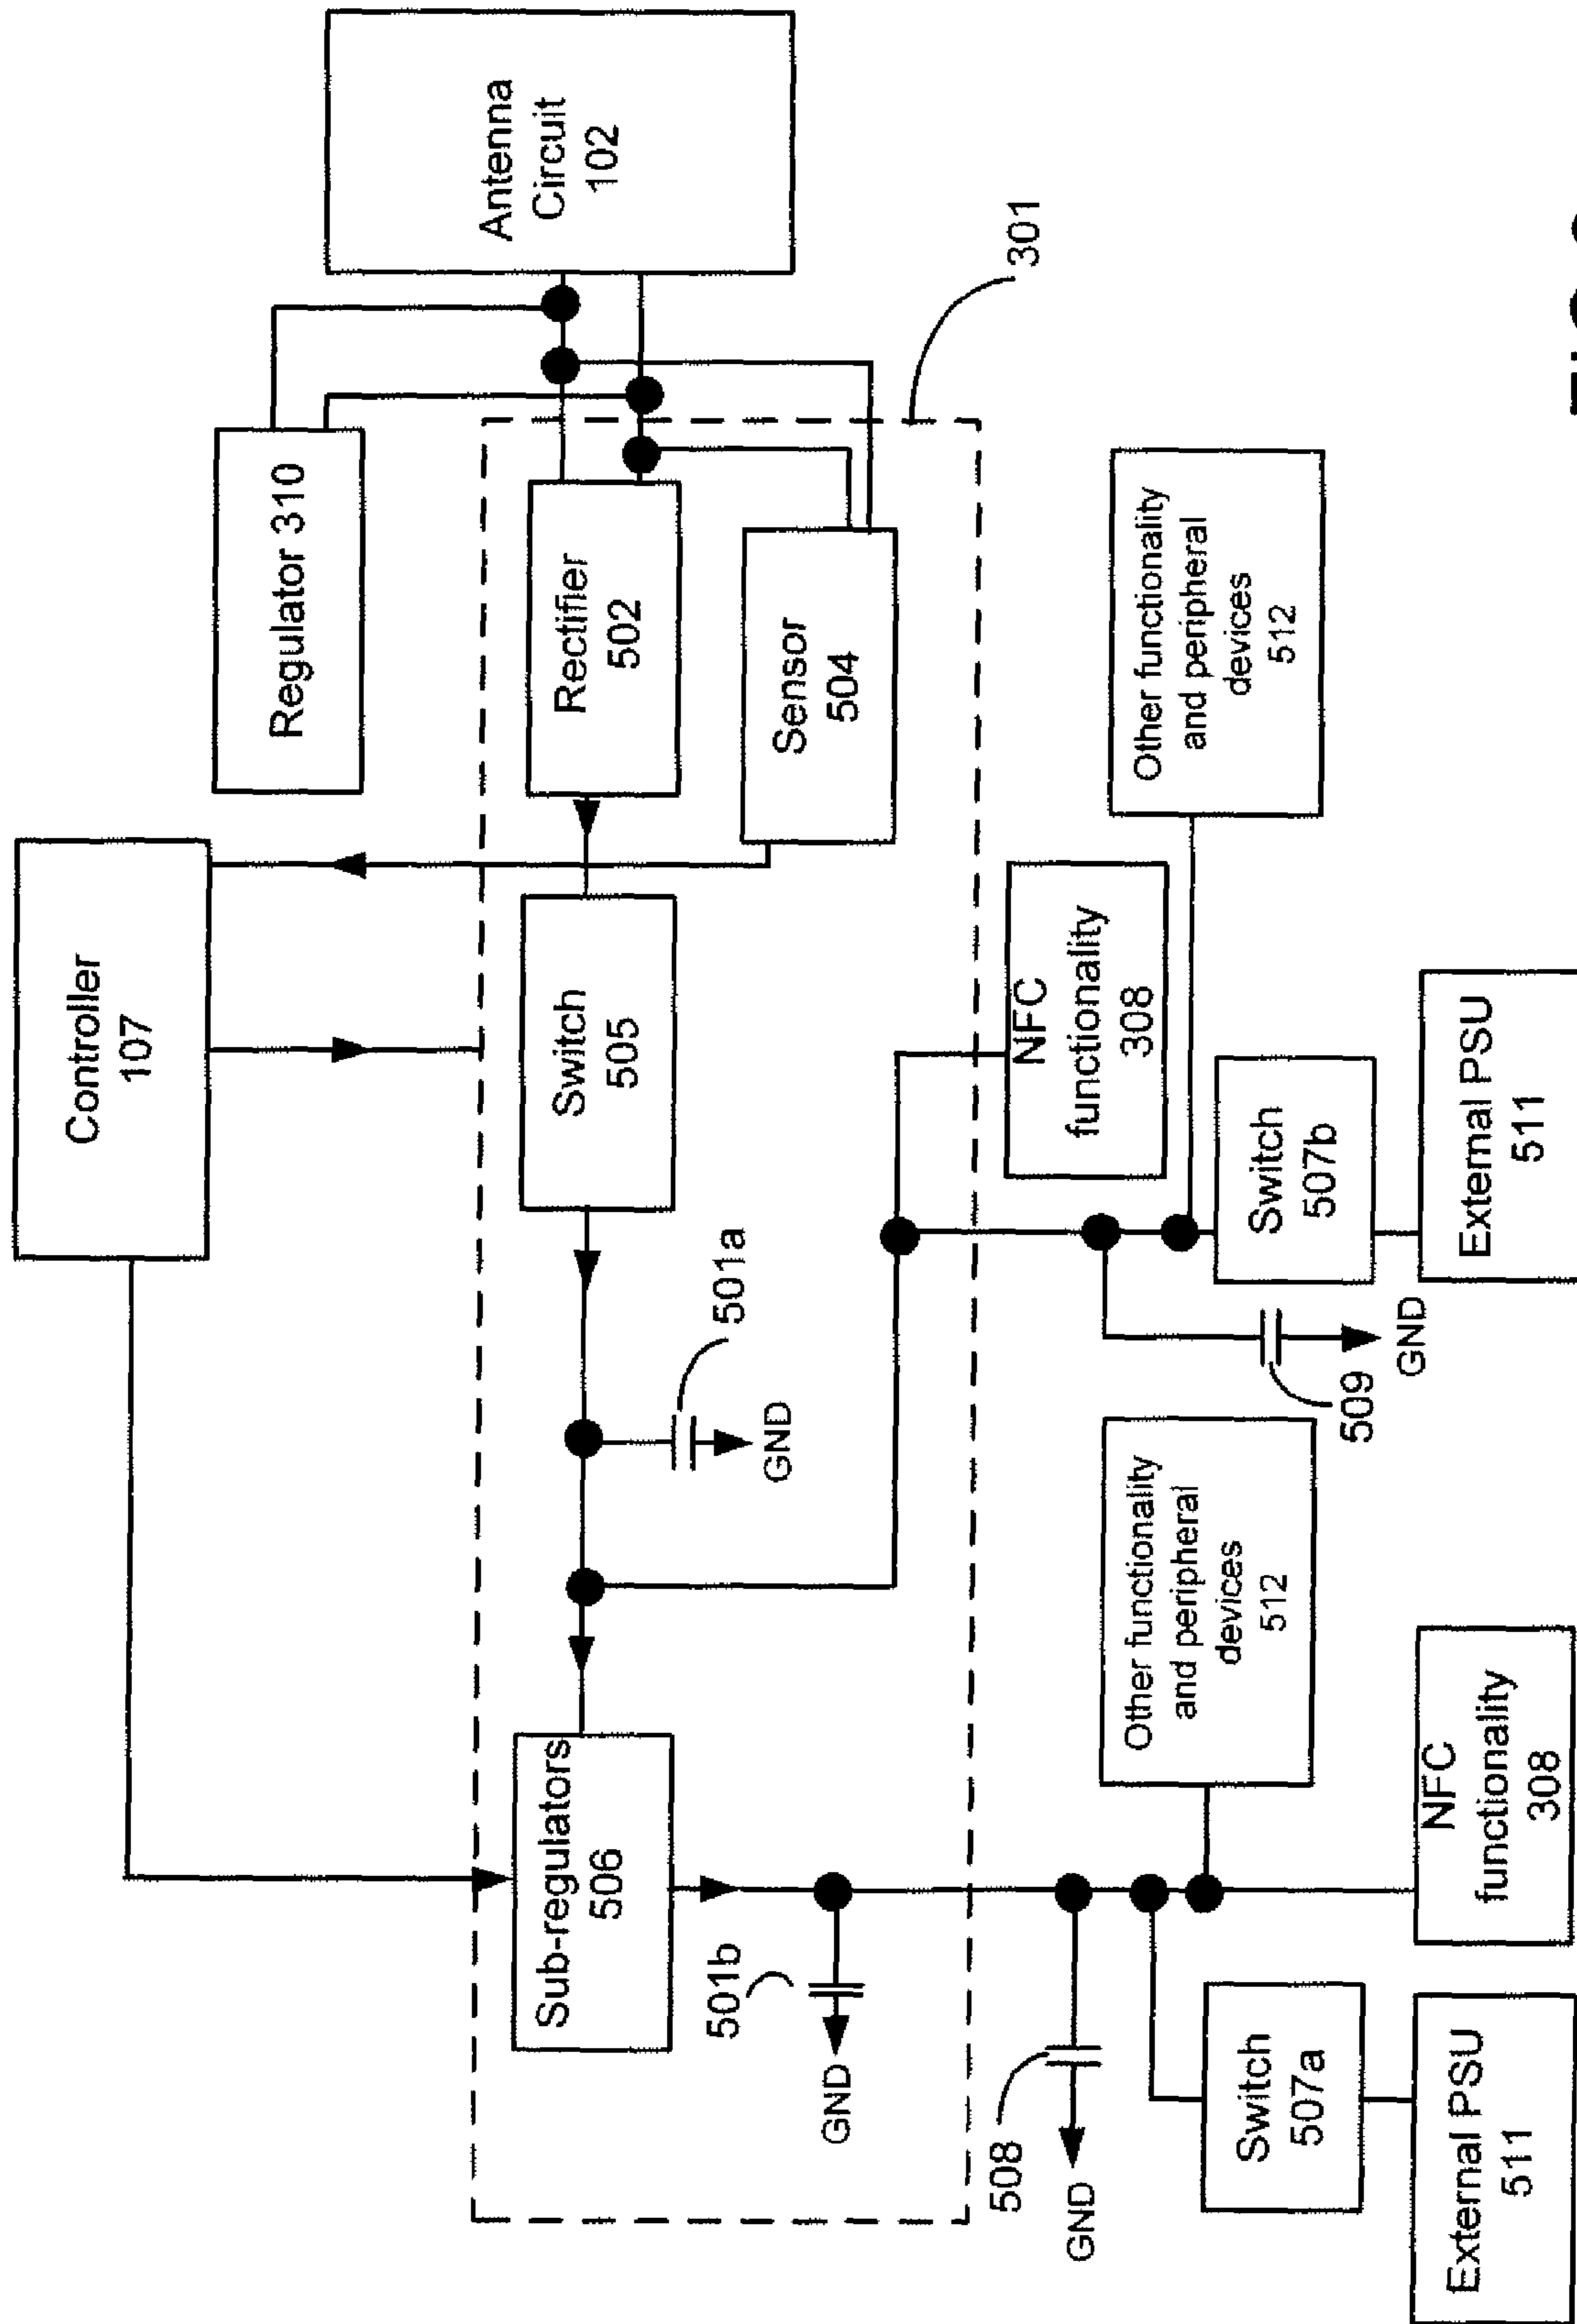 Controller
107
Regulator 310
Antenna
Circuit
102
Sub-regulators
506
Switch
505
Rectifier
502
501a
GND
501b
GND
Sensor
504
301
508
GND
NFC
functionality
308
Other functionality
and peripheral
devices
512
Other functionality
and peripheral
devices
512
Switch
507a
509
GND
Switch
507b
External PSU
511
NFC
functionality
308
External PSU
511